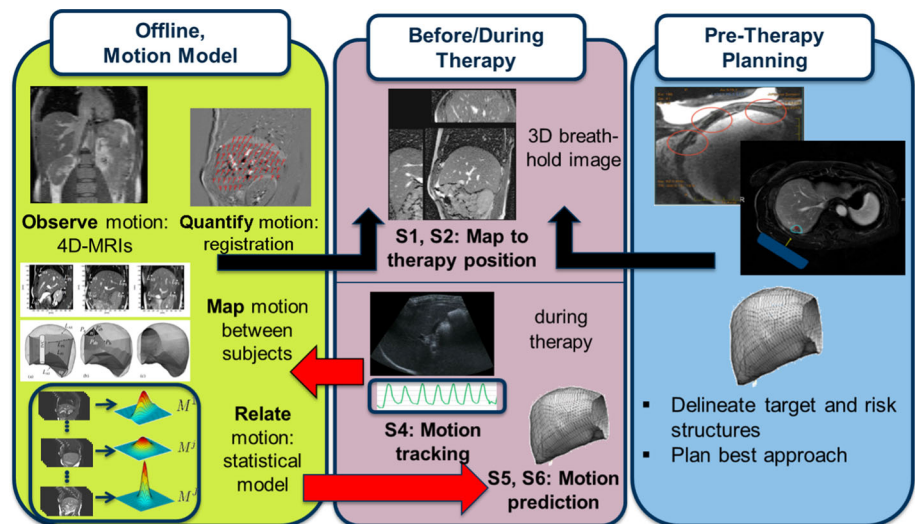 Offline,
Motion Model
Observe motion:
4D-MRIs
Quantify motion:
registration
Map motion
between
subjects
Relate
motion:
statistical
model
M¹
Mʲ
Before/During
Therapy
3D breath-
hold image
S1, S2: Map to
therapy position
during
therapy
S4: Motion
tracking
S5, S6: Motion
prediction
Pre-Therapy
Planning
▪ Delineate target and risk
structures
▪ Plan best approach